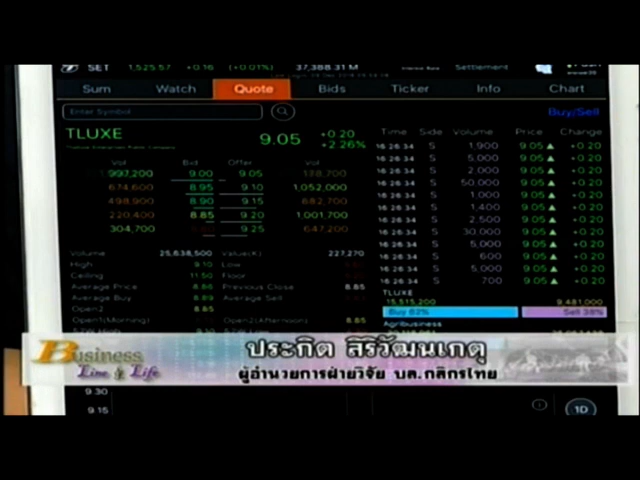 SET 1,525.57 +0.16 (+0.01%) 37,388.31 M Settlement
Sum Watch Quote Bids Ticker Info Chart
Enter Symbol Buy/Sell
TLUXE 9.05 +0.20 +2.26%
Time Side Volume Price Change
16:26:34 S 1,900 9.05▲ +0.20
16:26:34 S 5,000 9.05▲ +0.20
16:26:34 S 2,000 9.05▲ +0.20
16:26:34 S 50,000 9.05▲ +0.20
16:26:34 S 1,000 9.05▲ +0.20
16:26:34 S 1,400 9.05▲ +0.20
16:26:34 S 2,500 9.05▲ +0.20
16:26:34 S 30,000 9.05▲ +0.20
16:26:34 S 5,000 9.05▲ +0.20
16:26:34 S 600 9.05▲ +0.20
16:26:34 S 5,000 9.05▲ +0.20
16:26:34 S 700 9.05▲ +0.20
Vol Bid Offer Vol
9.00 9.05 138,700
674,600 8.95 9.10 1,052,000
498,900 8.90 9.15 682,700
220,400 8.85 9.20 1,001,700
304,700 9.25 647,200
Volume 25,638,500 Value(K) 227,270
High 9.10 Low
Ceiling 11.50 Floor
Average Price 8.86 Previous Close 8.85
Average Buy 8.89 Average Sell
Open2 8.85
Open1(Morning) Open2(Afternoon) 8.85
TLUXE
15,515,200 9,481,000
Buy 62% Sell 38%
Agribusiness
Business
Line & Life
ประกิต สิริวัฒนเกตุ
ผู้อำนวยการฝ่ายวิจัย บล.กสิกรไทย
9.30
9.15
1D